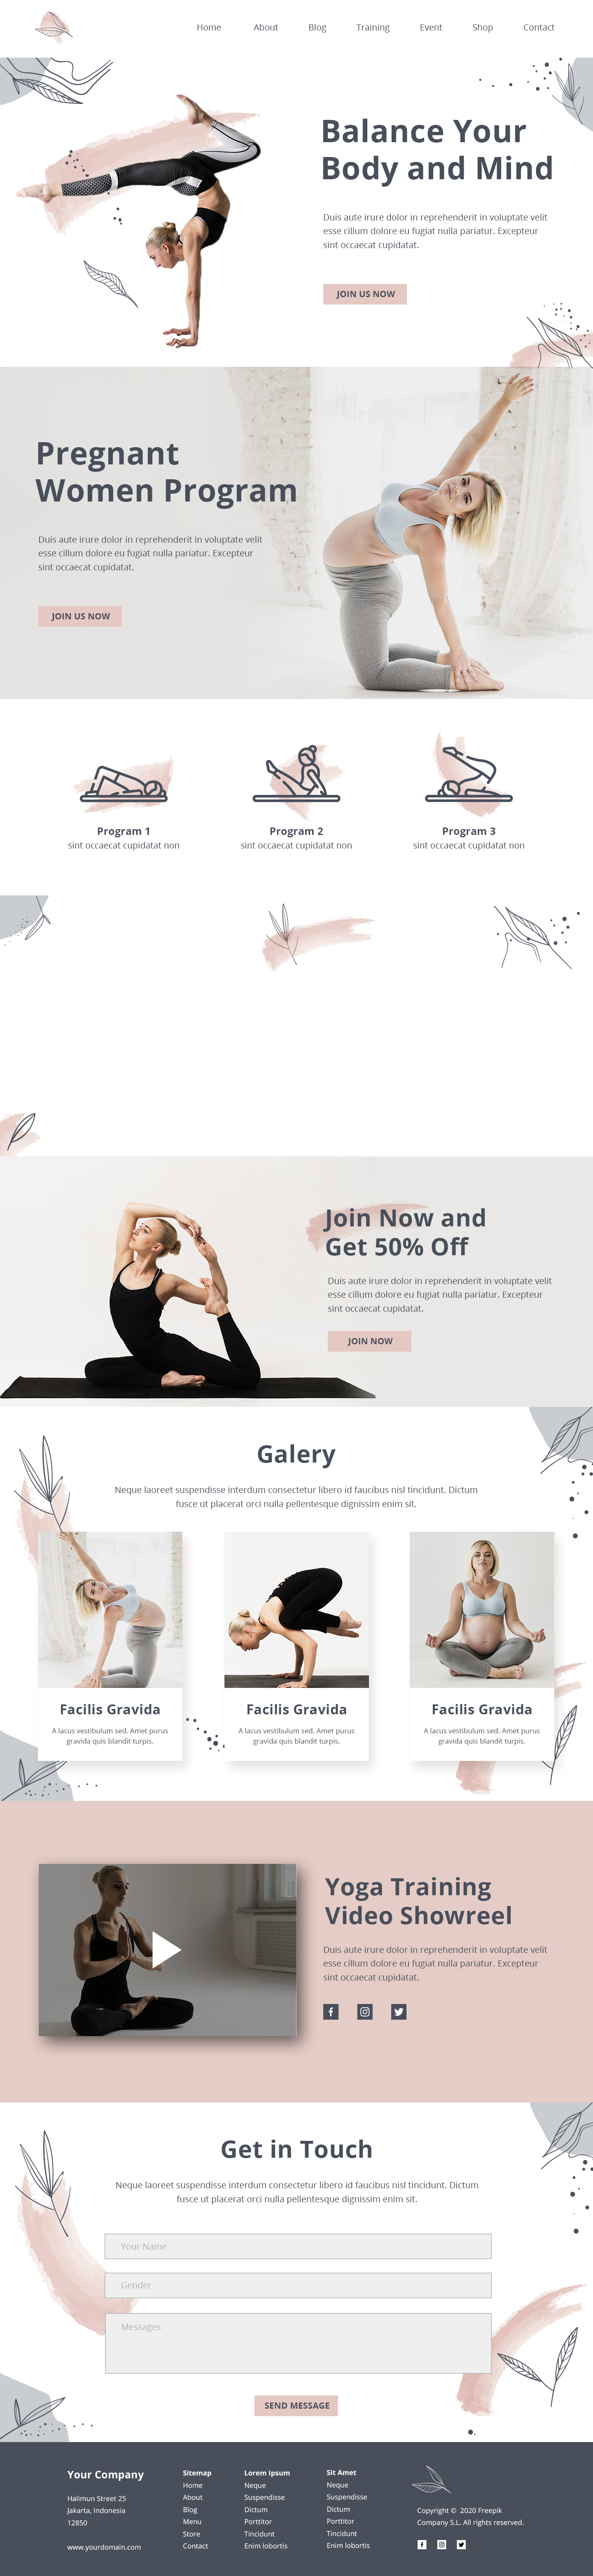 Home About Blog Training Event Shop Contact
Balance Your
Body and Mind
Duis aute irure dolor in reprehenderit in voluptate velit
esse cillum dolore eu fugiat nulla pariatur. Excepteur
sint occaecat cupidatat.
JOIN US NOW
Pregnant
Women Program
Duis aute irure dolor in reprehenderit in voluptate velit
esse cillum dolore eu fugiat nulla pariatur. Excepteur
sint occaecat cupidatat.
JOIN US NOW
Program 1
sint occaecat cupidatat non
Program 2
sint occaecat cupidatat non
Program 3
sint occaecat cupidatat non
Join Now and
Get 50% Off
Duis aute irure dolor in reprehenderit in voluptate velit
esse cillum dolore eu fugiat nulla pariatur. Excepteur
sint occaecat cupidatat.
JOIN NOW
Galery
Neque laoreet suspendisse interdum consectetur libero id faucibus nisl tincidunt. Dictum
fusce ut placerat orci nulla pellentesque dignissim enim sit.
Facilis Gravida
A lacus vestibulum sed. Amet purus
gravida quis blandit turpis.
Facilis Gravida
A lacus vestibulum sed. Amet purus
gravida quis blandit turpis.
Facilis Gravida
A lacus vestibulum sed. Amet purus
gravida quis blandit turpis.
Yoga Training
Video Showreel
Duis aute irure dolor in reprehenderit in voluptate velit
esse cillum dolore eu fugiat nulla pariatur. Excepteur
sint occaecat cupidatat.
Get in Touch
Neque laoreet suspendisse interdum consectetur libero id faucibus nisl tincidunt. Dictum
fusce ut placerat orci nulla pellentesque dignissim enim sit.
Your Name
Gender
Messages
SEND MESSAGE
Your Company
Halimun Street 25
Jakarta, Indonesia
12850
www.yourdomain.com
Sitemap
Home
About
Blog
Menu
Store
Contact
Lorem Ipsum
Neque
Suspendisse
Dictum
Porttitor
Tincidunt
Enim lobortis
Sit Amet
Neque
Suspendisse
Dictum
Porttitor
Tincidunt
Enim lobortis
Copyright © 2020 Freepik
Company S.L. All rights reserved.